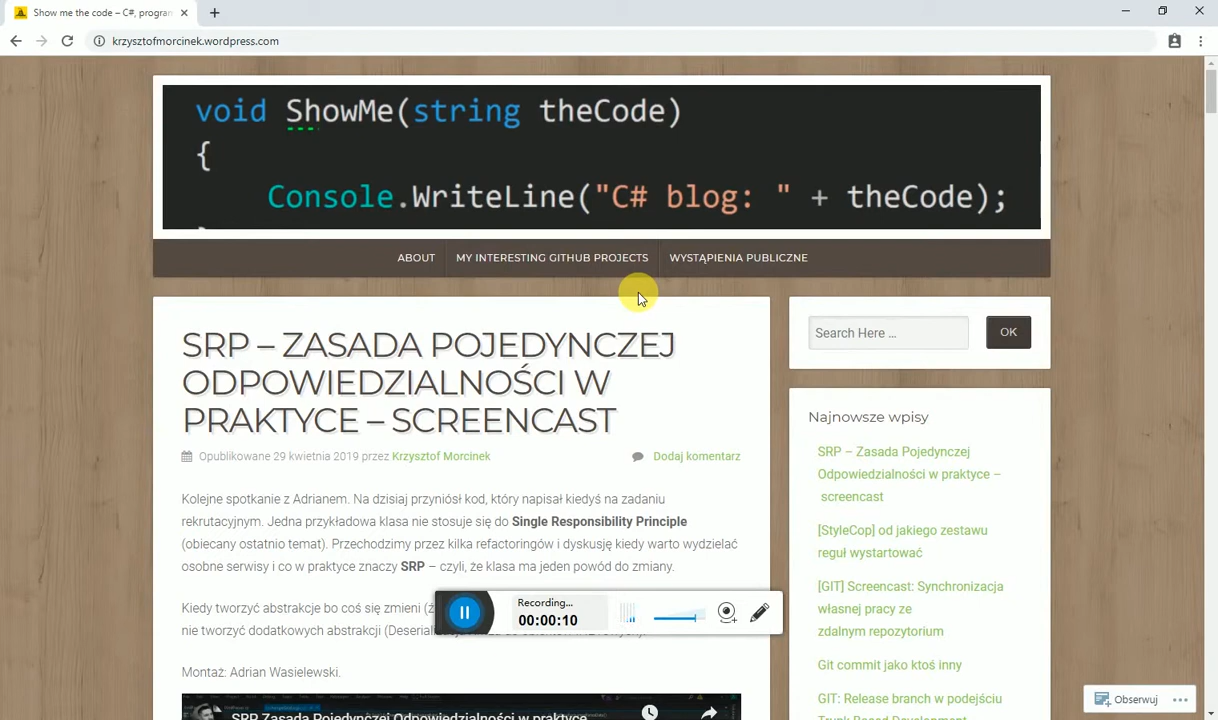 Show me the code – C#, program
krzysztofmorcinek.wordpress.com
void ShowMe(string theCode)
{
Console.WriteLine("C# blog: " + theCode);
ABOUT
MY INTERESTING GITHUB PROJECTS
WYSTĄPIENIA PUBLICZNE
SRP – ZASADA POJEDYNCZEJ
ODPOWIEDZIALNOŚCI W
PRAKTYCE – SCREENCAST
Opublikowane 29 kwietnia 2019 przez Krzysztof Morcinek
Dodaj komentarz
Kolejne spotkanie z Adrianem. Na dzisiaj przyniósł kod, który napisał kiedyś na zadaniu
rekrutacyjnym. Jedna przykładowa klasa nie stosuje się do Single Responsibility Principle
(obiecany ostatnio temat). Przechodzimy przez kilka refactoringów i dyskusję kiedy warto wydzielać
osobne serwisy i co w praktyce znaczy SRP – czyli, że klasa ma jeden powód do zmiany.
Kiedy tworzyć abstrakcje bo coś się zmieni
nie tworzyć dodatkowych abstrakcji
Montaż: Adrian Wasielewski.
SRP Zasada Pojedynczej Odpowiedzialności w praktyce
Recording...
00:00:10
Search Here ...
OK
Najnowsze wpisy
SRP – Zasada Pojedynczej
Odpowiedzialności w praktyce –
screencast
[StyleCop] od jakiego zestawu
reguł wystartować
[GIT] Screencast: Synchronizacja
własnej pracy ze
zdalnym repozytorium
Git commit jako ktoś inny
GIT: Release branch w podejściu
Trunk Based Development
Obserwuj